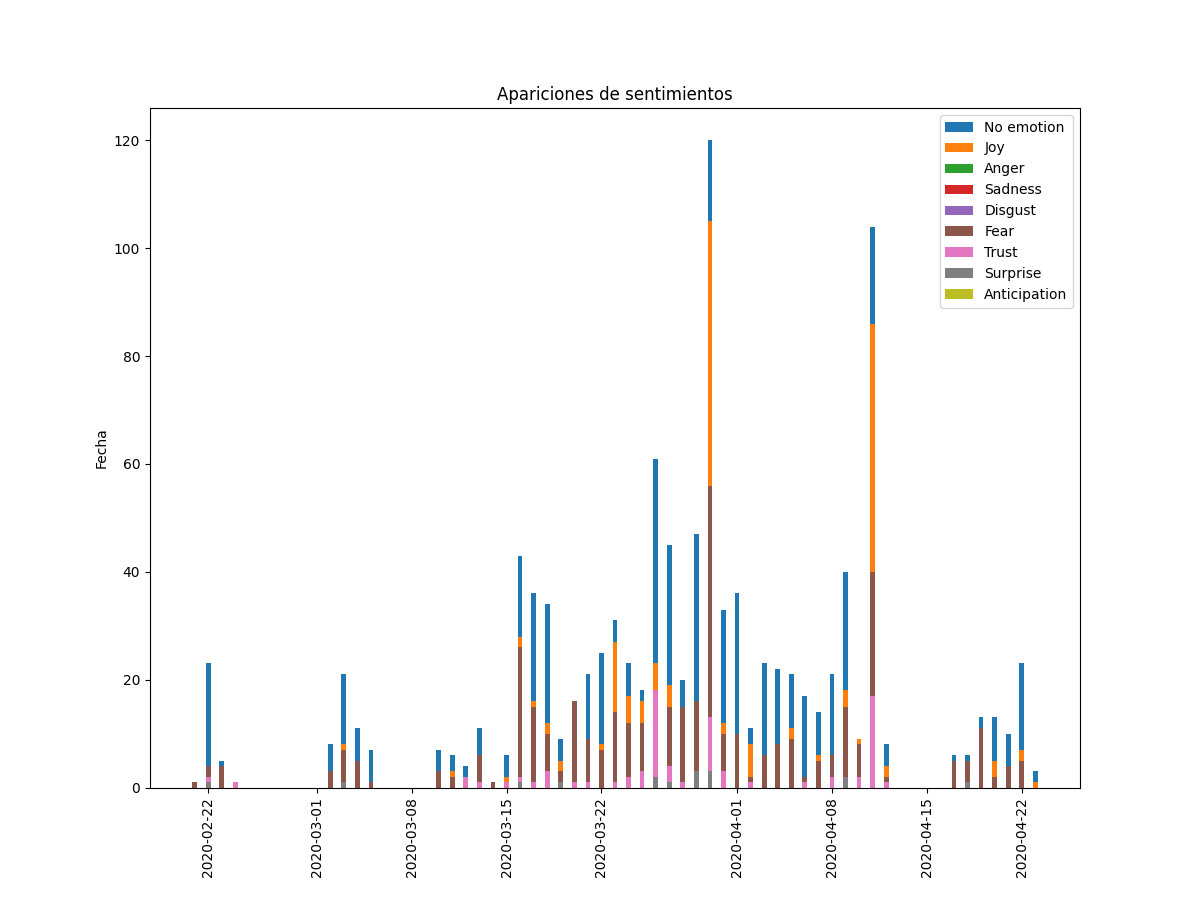 Apariciones de sentimientos
No emotion
Joy
Anger
Sadness
Disgust
Fear
Trust
Surprise
Anticipation
Fecha
120
100
80
60
40
20
0
2020-02-22
2020-03-01
2020-03-08
2020-03-15
2020-03-22
2020-04-01
2020-04-08
2020-04-15
2020-04-22